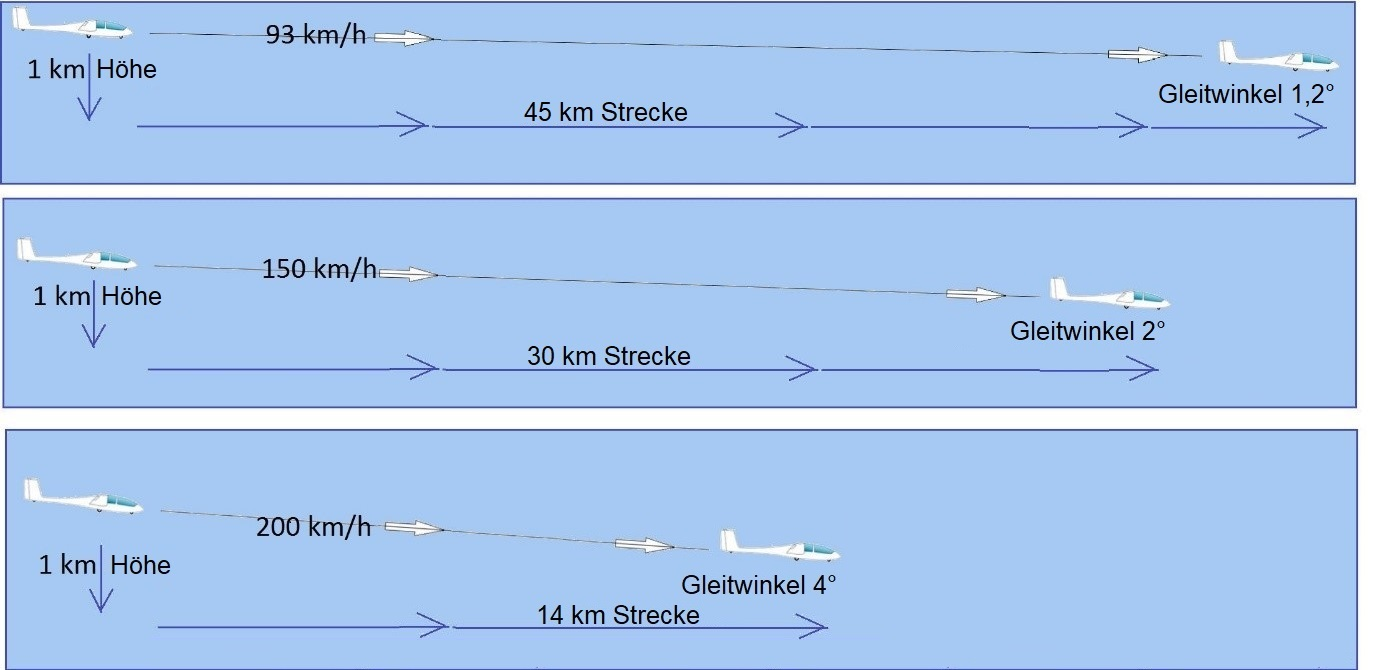 93 km/h
1 km Höhe
Gleitwinkel 1,2°
45 km Strecke
150 km/h
1 km Höhe
Gleitwinkel 2°
30 km Strecke
200 km/h
1 km Höhe
Gleitwinkel 4°
14 km Strecke